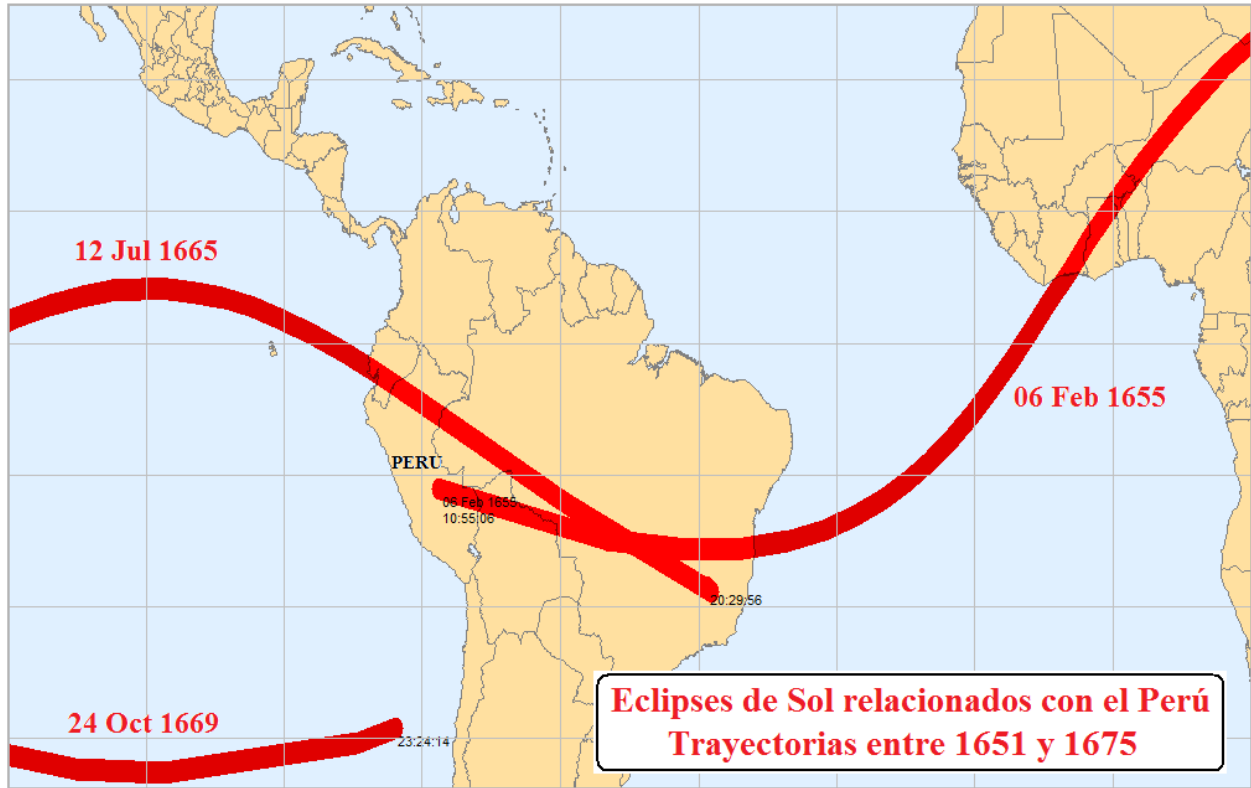 12 Jul 1665
06 Feb 1655
PERU
06 Feb 1655
10:55:06
20:29:56
24 Oct 1669
23:24:14
Eclipses de Sol relacionados con el Perú
Trayectorias entre 1651 y 1675